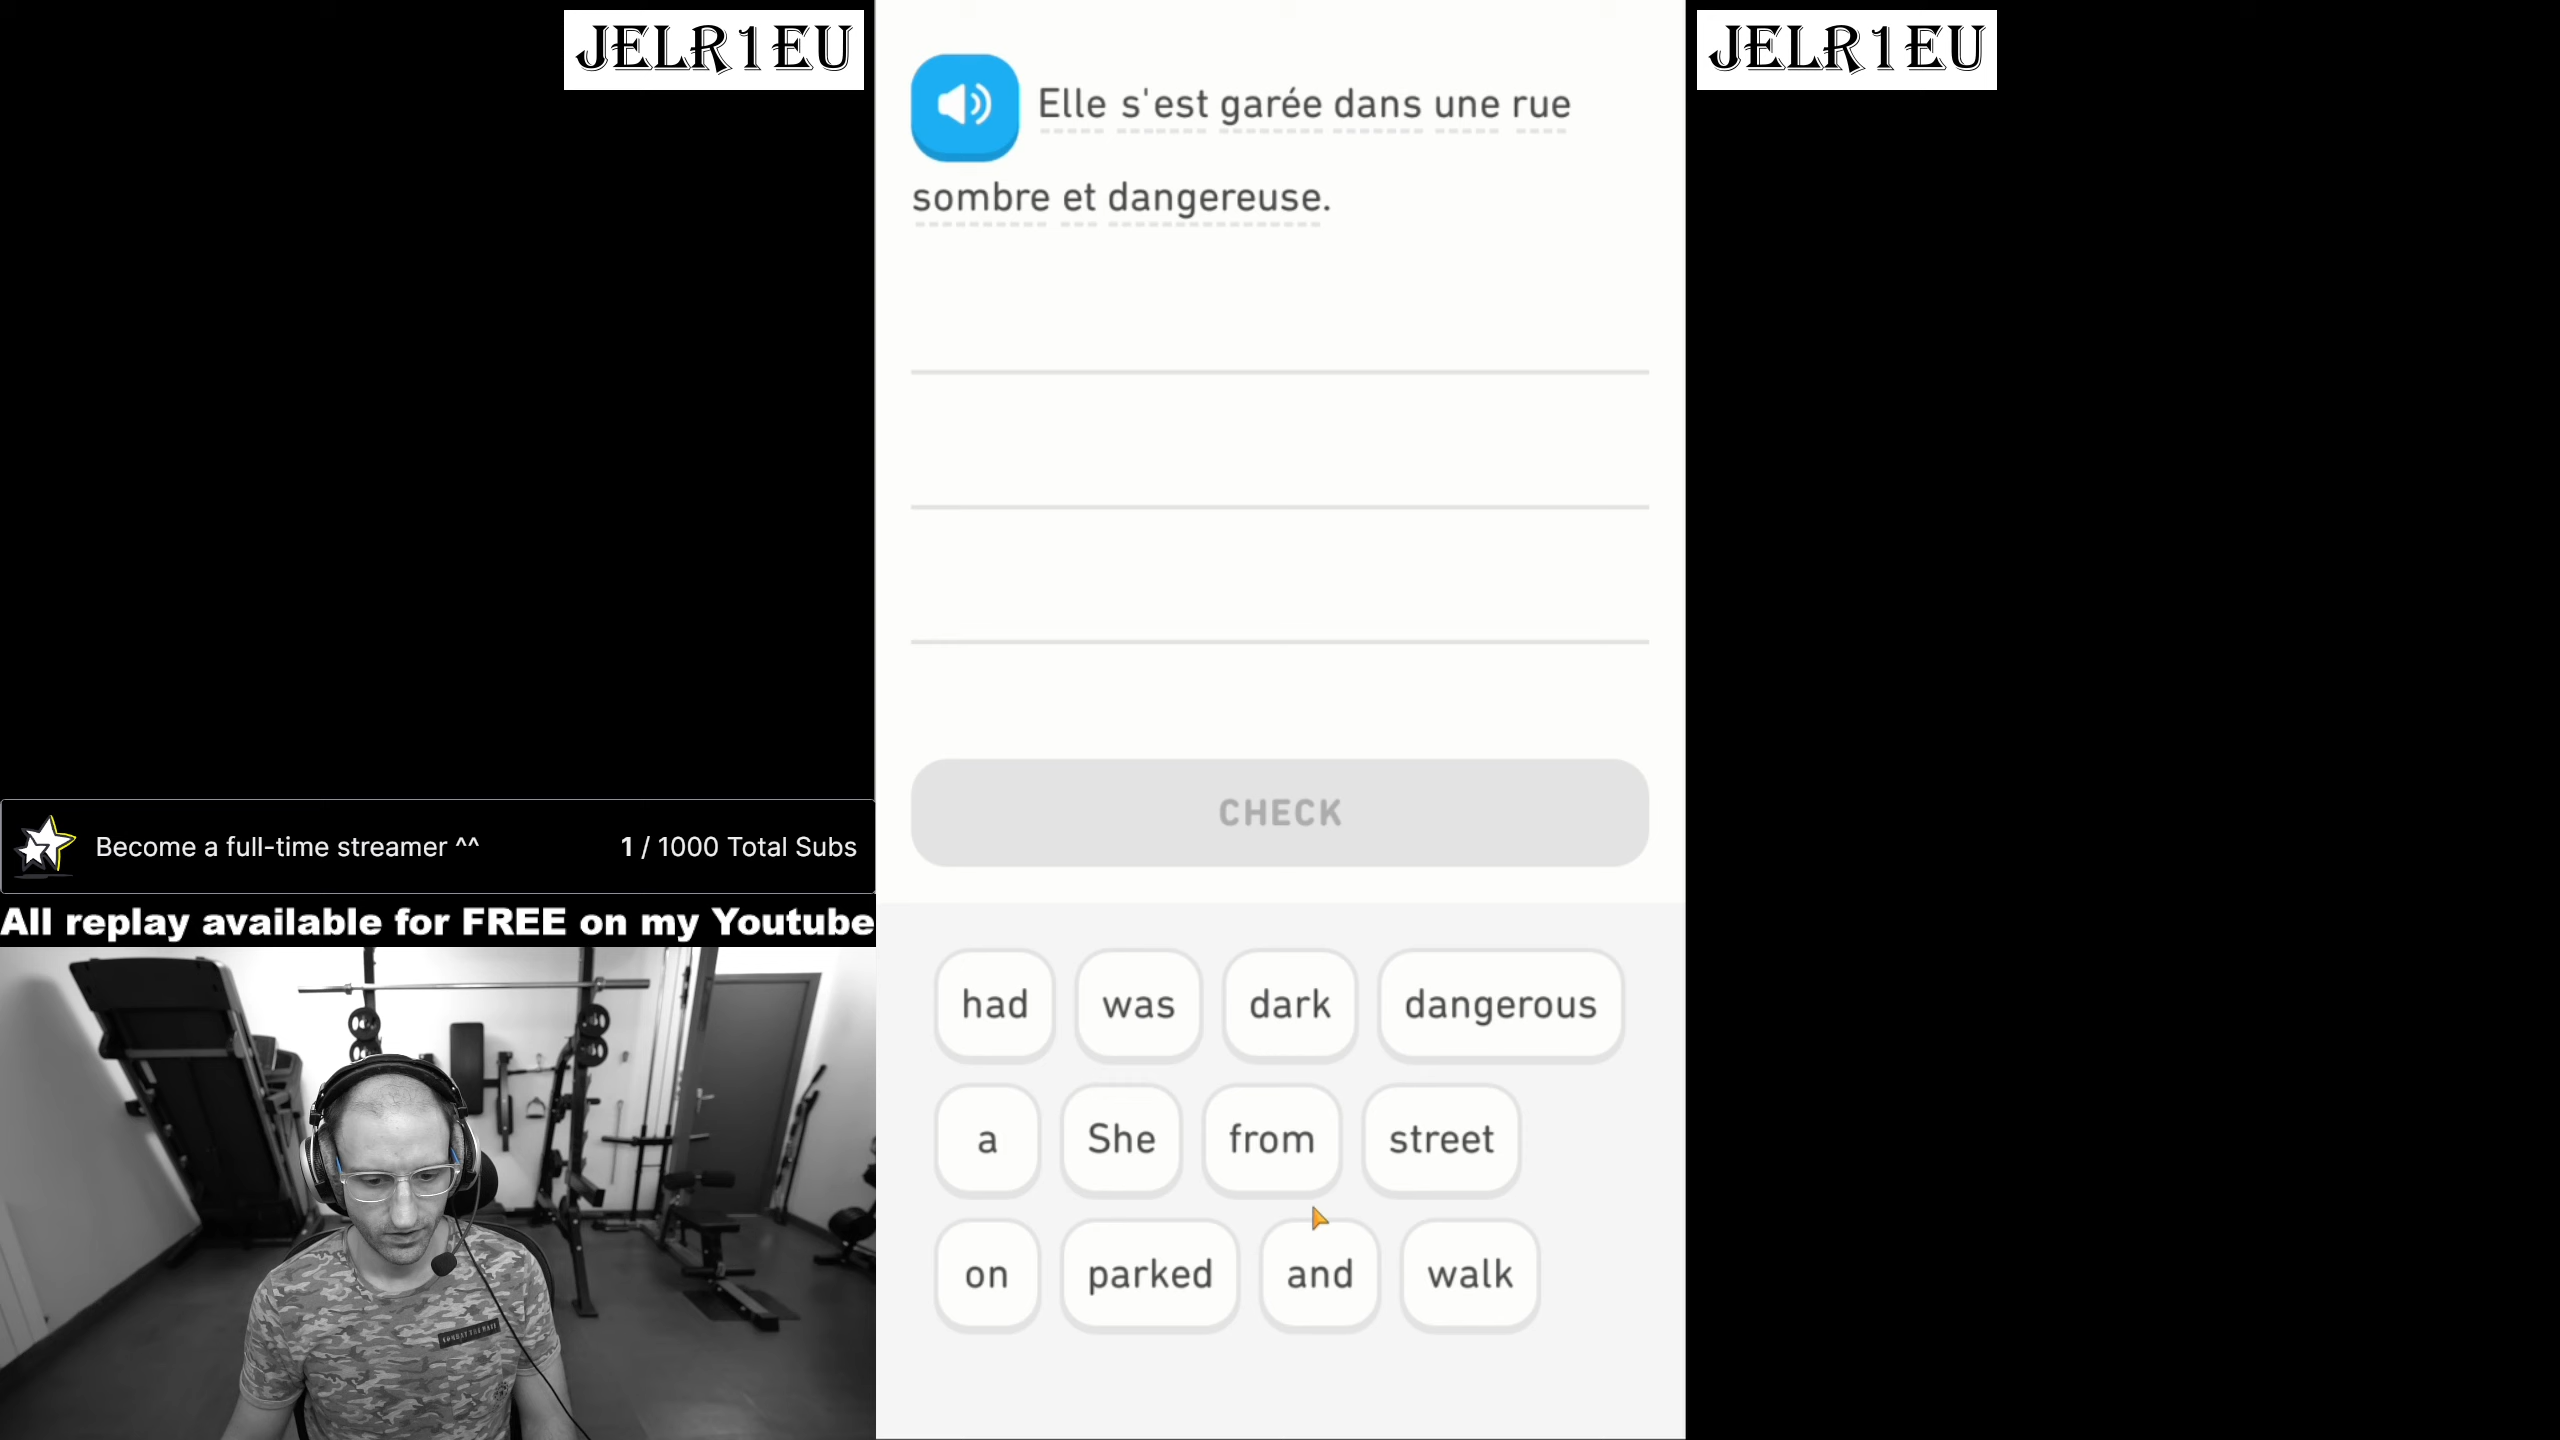 JELR1EU
JELR1EU
Elle s'est garée dans une rue
sombre et dangereuse.
CHECK
Become a full-time streamer ^^
1 / 1000 Total Subs
All replay available for FREE on my Youtube
had was dark dangerous
a She from street
on parked and walk